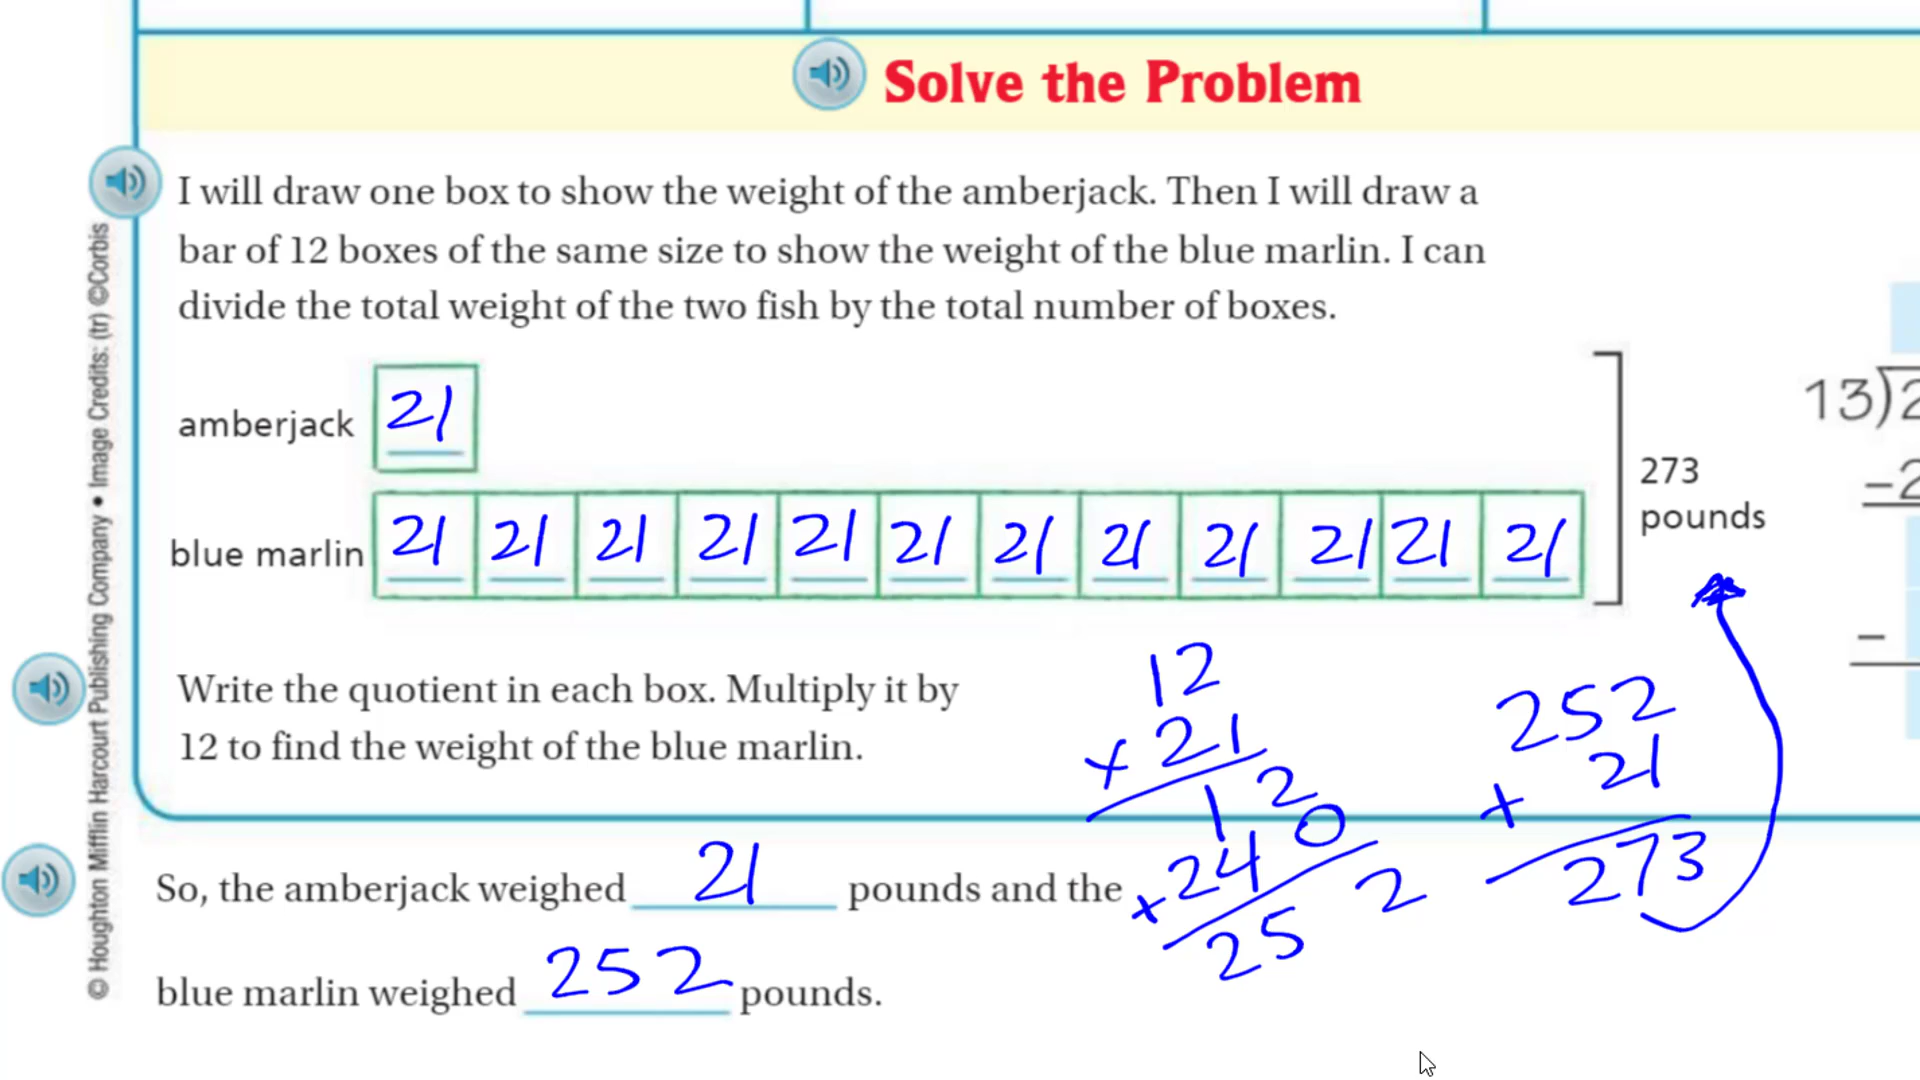 Solve the Problem
I will draw one box to show the weight of the amberjack. Then I will draw a
bar of 12 boxes of the same size to show the weight of the blue marlin. I can
divide the total weight of the two fish by the total number of boxes.
amberjack 21
blue marlin 21 21 21 21 21 21 21 21 21 21 21 21
273
pounds
13)2
-2
-
Write the quotient in each box. Multiply it by
12 to find the weight of the blue marlin.
12
x 21
12
+240
252
252
+ 21
273
So, the amberjack weighed 21 pounds and the
blue marlin weighed 252 pounds.
© Houghton Mifflin Harcourt Publishing Company • Image Credits: (tr) ©Corbis